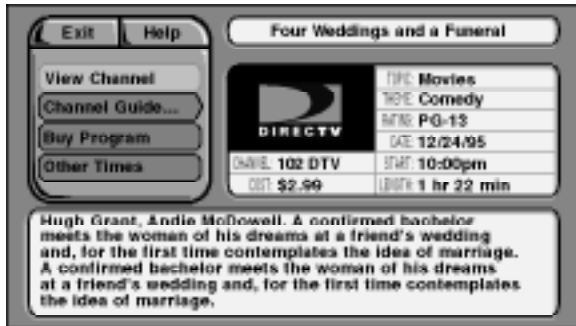 Exit Help
Four Weddings and a Funeral
View Channel
Channel Guide...
Buy Program
Other Times
DIRECTV
TOPIC: Movies
THEME: Comedy
RATING: PG-13
DATE: 12/24/95
CHANNEL: 102 DTV
START: 10:00pm
COST: $2.99
LENGTH: 1 hr 22 min
Hugh Grant, Andie McDowell. A confirmed bachelor
meets the woman of his dreams at a friend's wedding
and, for the first time contemplates the idea of marriage.
A confirmed bachelor meets the woman of his dreams
at a friend's wedding and, for the first time contemplates
the idea of marriage.